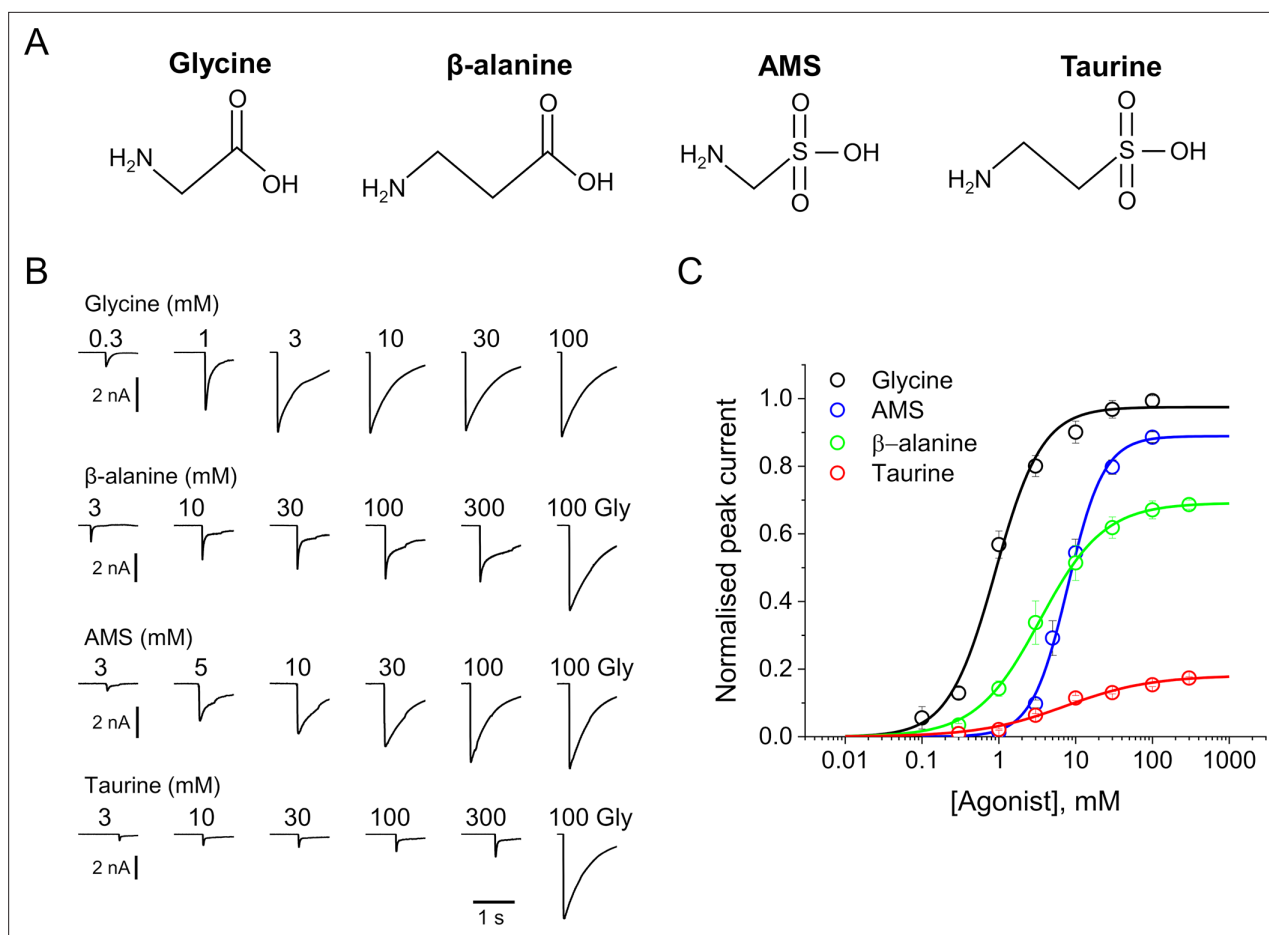 A
Glycine
β-alanine
AMS
Taurine
O
H₂N
OH
O
H₂N
OH
O
H₂N
S
OH
O
O
H₂N
S
OH
O
B
Glycine (mM)
0.3 1 3 10 30 100
2 nA
β-alanine (mM)
3 10 30 100 300 100 Gly
2 nA
AMS (mM)
3 5 10 30 100 100 Gly
2 nA
Taurine (mM)
3 10 30 100 300 100 Gly
2 nA
1 s
C
Glycine
AMS
β−alanine
Taurine
Normalised peak current
1.0
0.8
0.6
0.4
0.2
0.0
0.01 0.1 1 10 100 1000
[Agonist], mM